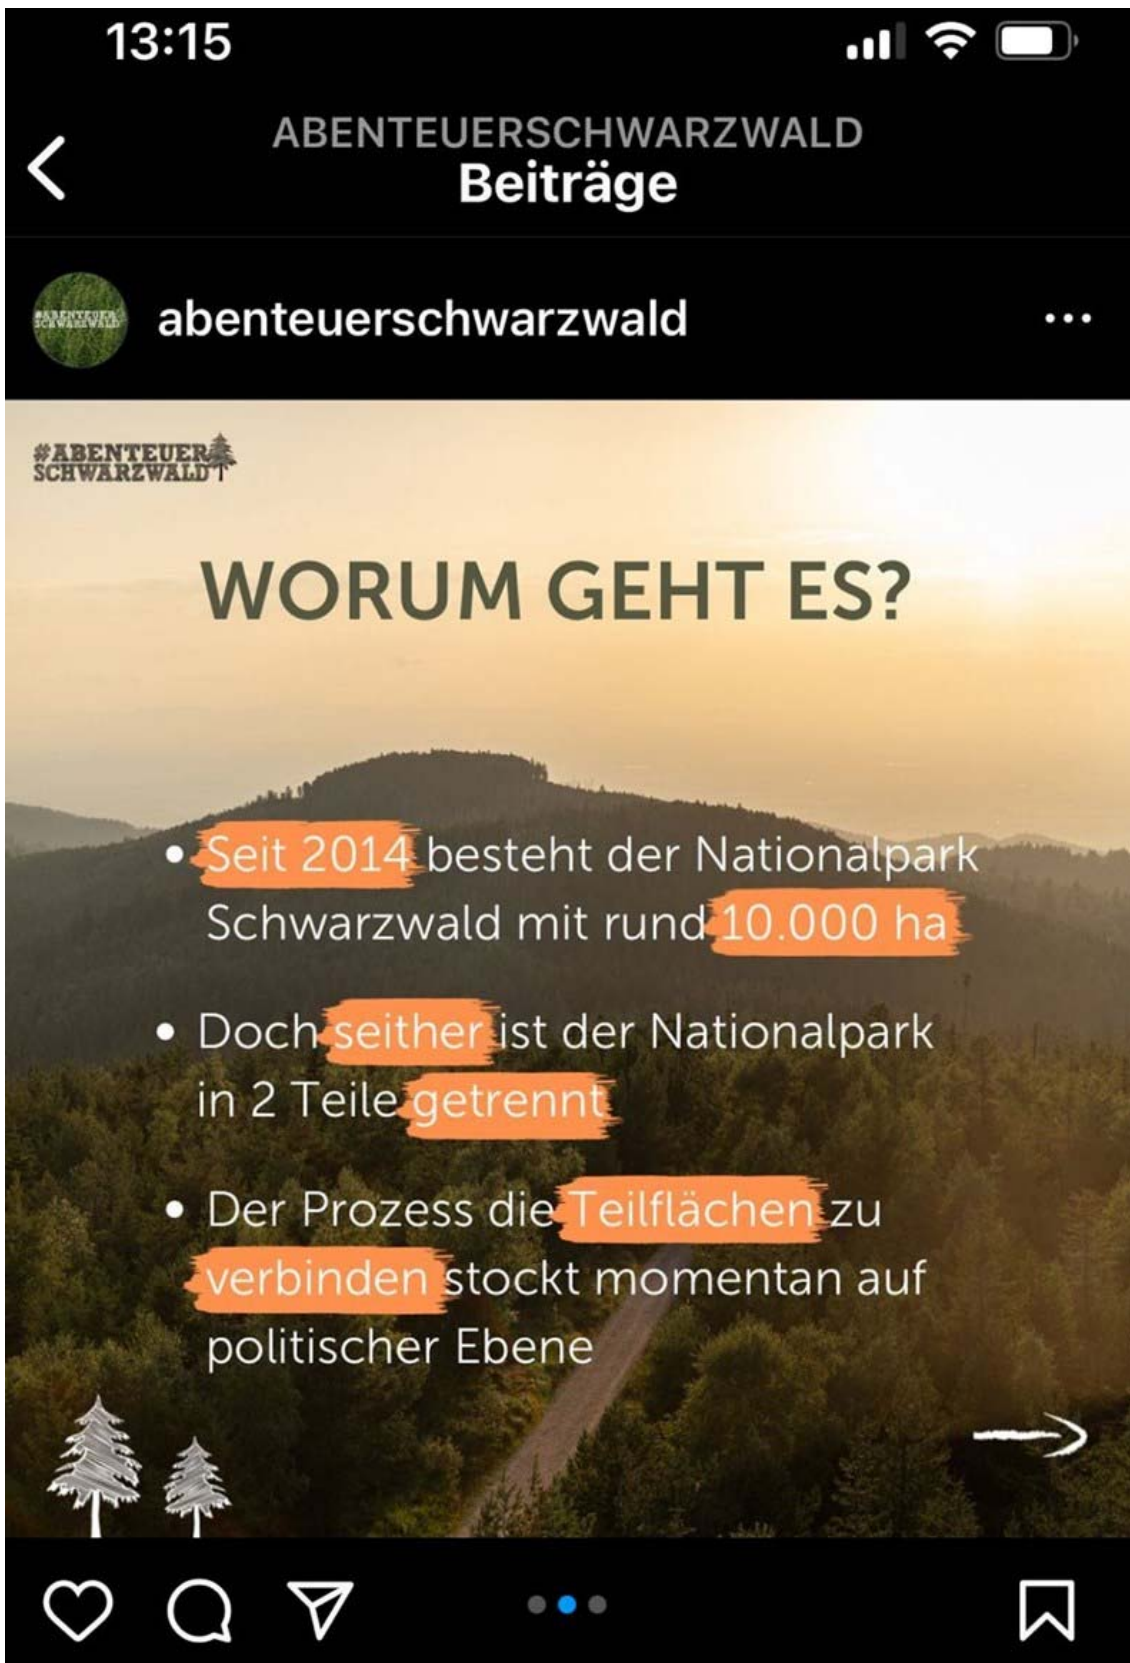 13:15
ABENTEUERSCHWARZWALD
Beiträge
#ABENTEUER
SCHWARZWALD
abenteuerschwarzwald
#ABENTEUER
SCHWARZWALD
WORUM GEHT ES?
• Seit 2014 besteht der Nationalpark
Schwarzwald mit rund 10.000 ha
• Doch seither ist der Nationalpark
in 2 Teile getrennt
• Der Prozess die Teilflächen zu
verbinden stockt momentan auf
politischer Ebene